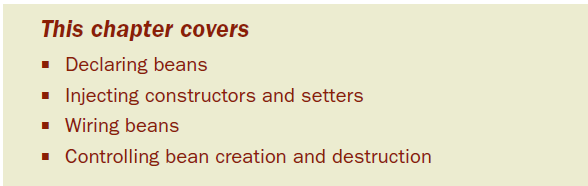 This chapter covers
▪ Declaring beans
▪ Injecting constructors and setters
▪ Wiring beans
▪ Controlling bean creation and destruction